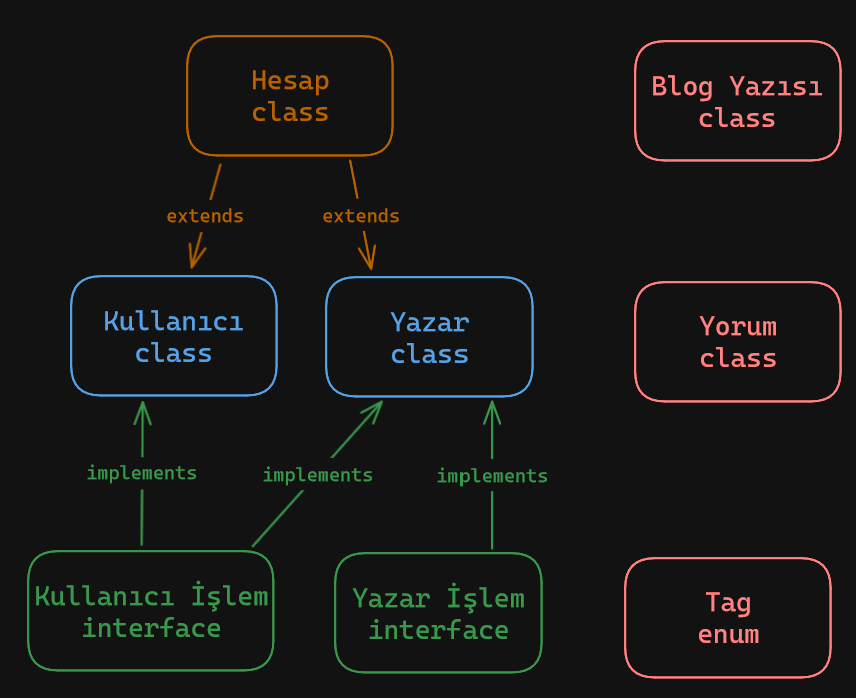 Hesap
class
Blog Yazısı
class
extends
extends
Kullanıcı
class
Yazar
class
Yorum
class
implements
implements
implements
Kullanıcı İşlem
interface
Yazar İşlem
interface
Tag
enum